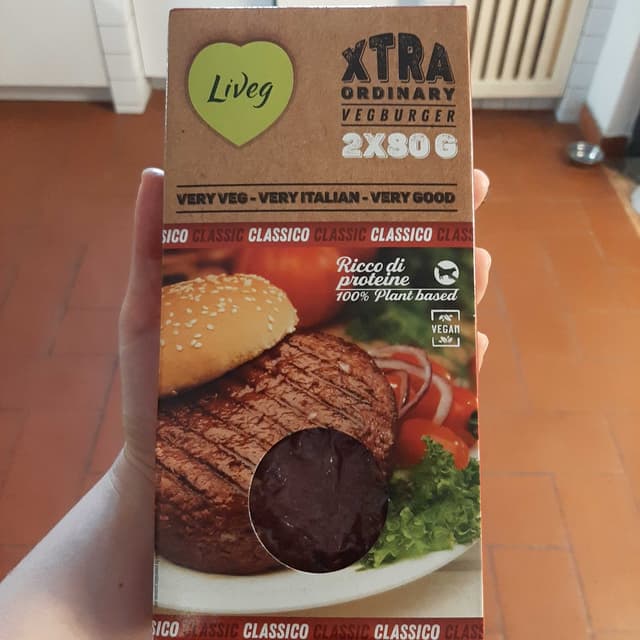 LiVeg
XTRA
ORDINARY
VEGBURGER
2X80 G
VERY VEG - VERY ITALIAN - VERY GOOD
SICO CLASSIC CLASSICO CLASSIC CLASSICO CLASS
Ricco di
proteine
100% Plant based
VEGAN
SICO CLASSIC CLASSICO CLASSIC CLASSICO CLASS